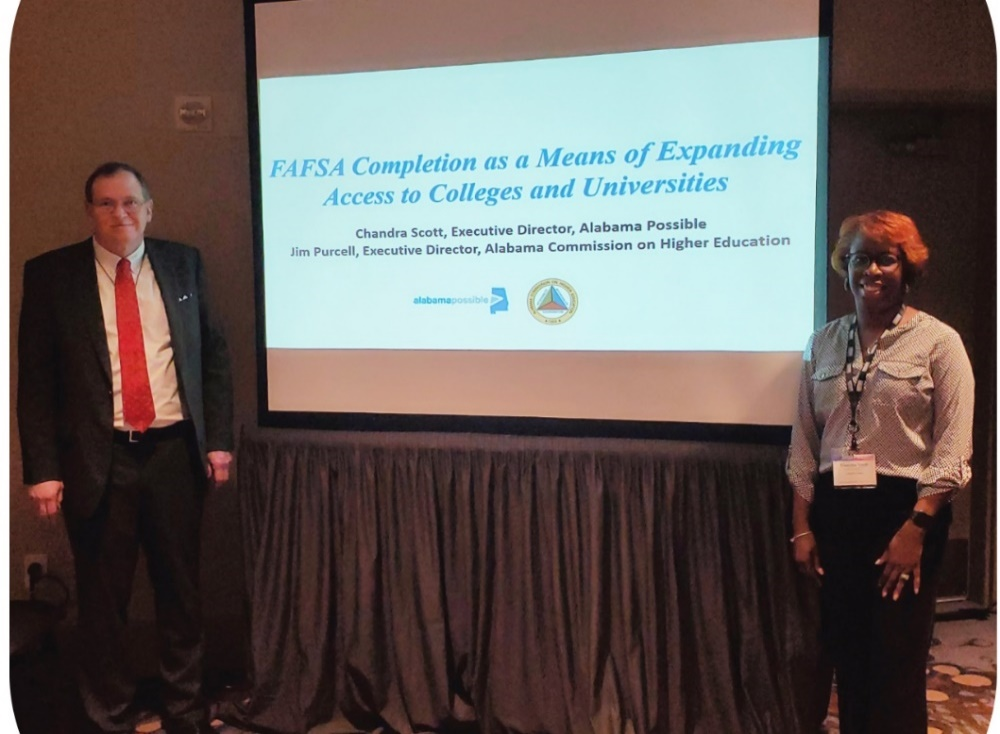 FAFSA Completion as a Means of Expanding
Access to Colleges and Universities
Chandra Scott, Executive Director, Alabama Possible
Jim Purcell, Executive Director, Alabama Commission on Higher Education
alabamapossible